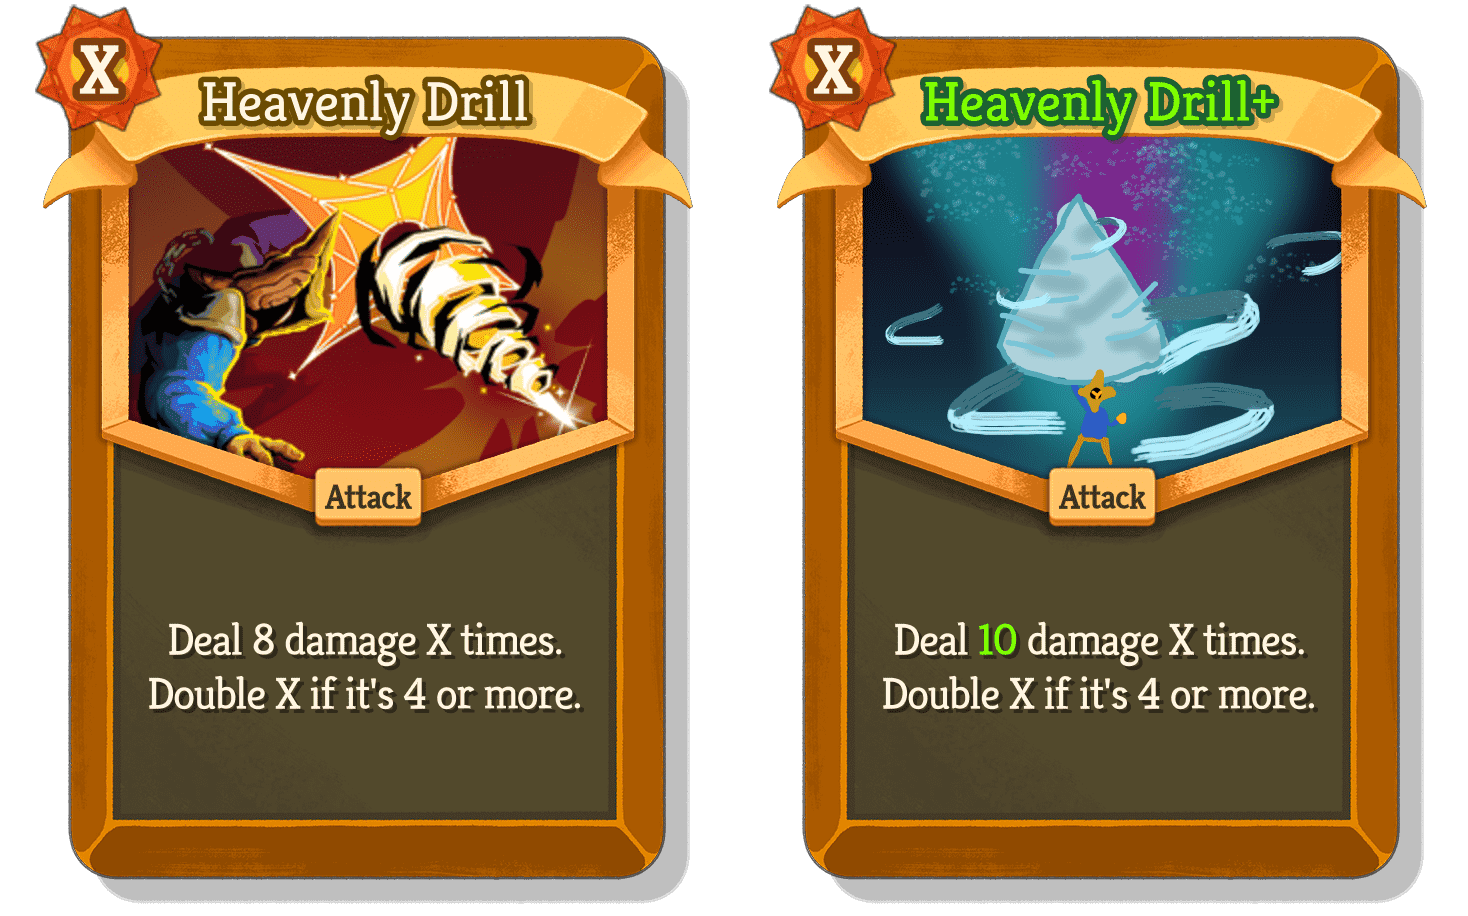 X
Heavenly Drill
Attack
Deal 8 damage X times.
Double X if it's 4 or more.
X
Heavenly Drill+
Attack
Deal 10 damage X times.
Double X if it's 4 or more.